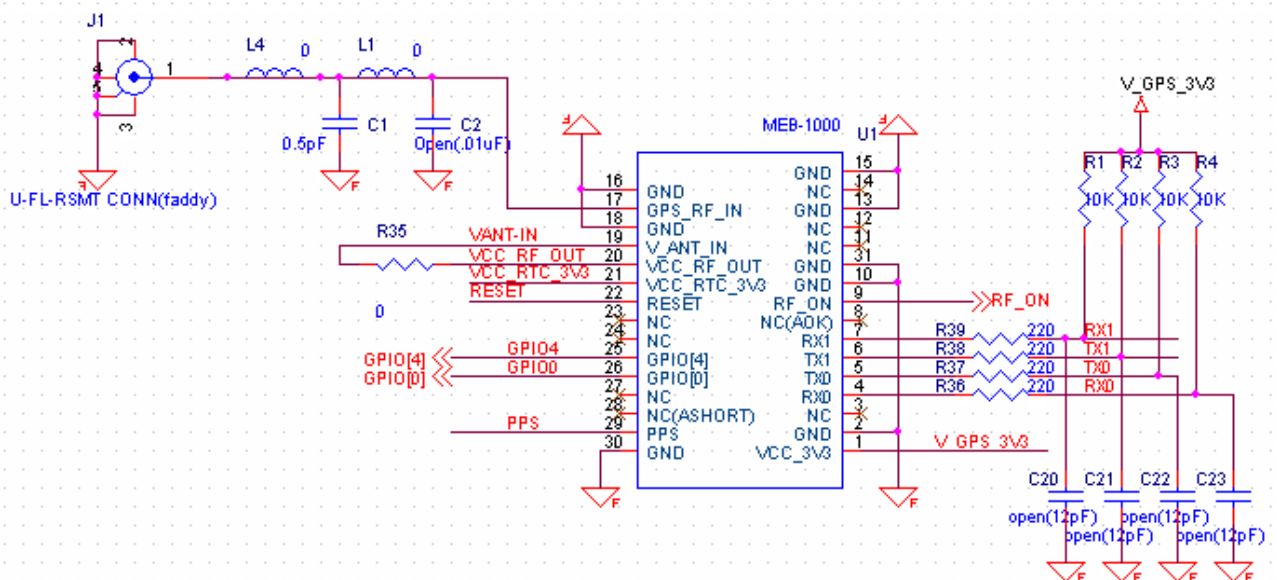 J1
2
4
5
1
3
U-FL-RSMT CONN(faddy)
L4 0
L1 0
C1
0.5pF
C2
Open(.01uF)
F
F
F
F
F
MEB-1000
U1
16 GND
17 GPS_RF_IN
18 GND
19 V_ANT_IN
20 VCC_RF_OUT
21 VCC_RTC_3V3
22 RESET
23 NC
24 NC
25 GPIO[4]
26 GPIO[0]
27 NC
28 NC(ASHORT)
29 PPS
30 GND
GND 15
NC 14
GND 13
NC 12
NC 11
GND 31
GND 10
RF_ON 9
NC(AOK) 8
RX1 7
TX1 6
TX0 5
RX0 4
NC 3
GND 2
VCC_3V3 1
R35
0
VANT-IN
VCC_RF_OUT
VCC_RTC_3V3
RESET
GPIO[4] GPIO4
GPIO[0] GPIO0
PPS
F
F
RF_ON
R39 220 RX1
R38 220 TX1
R37 220 TX0
R36 220 RX0
V_GPS_3V3
V_GPS_3V3
R1 R2 R3 R4
10K 10K 10K 10K
C20 C21 C22 C23
open(12pF) open(12pF)
open(12pF) open(12pF)
F F F F